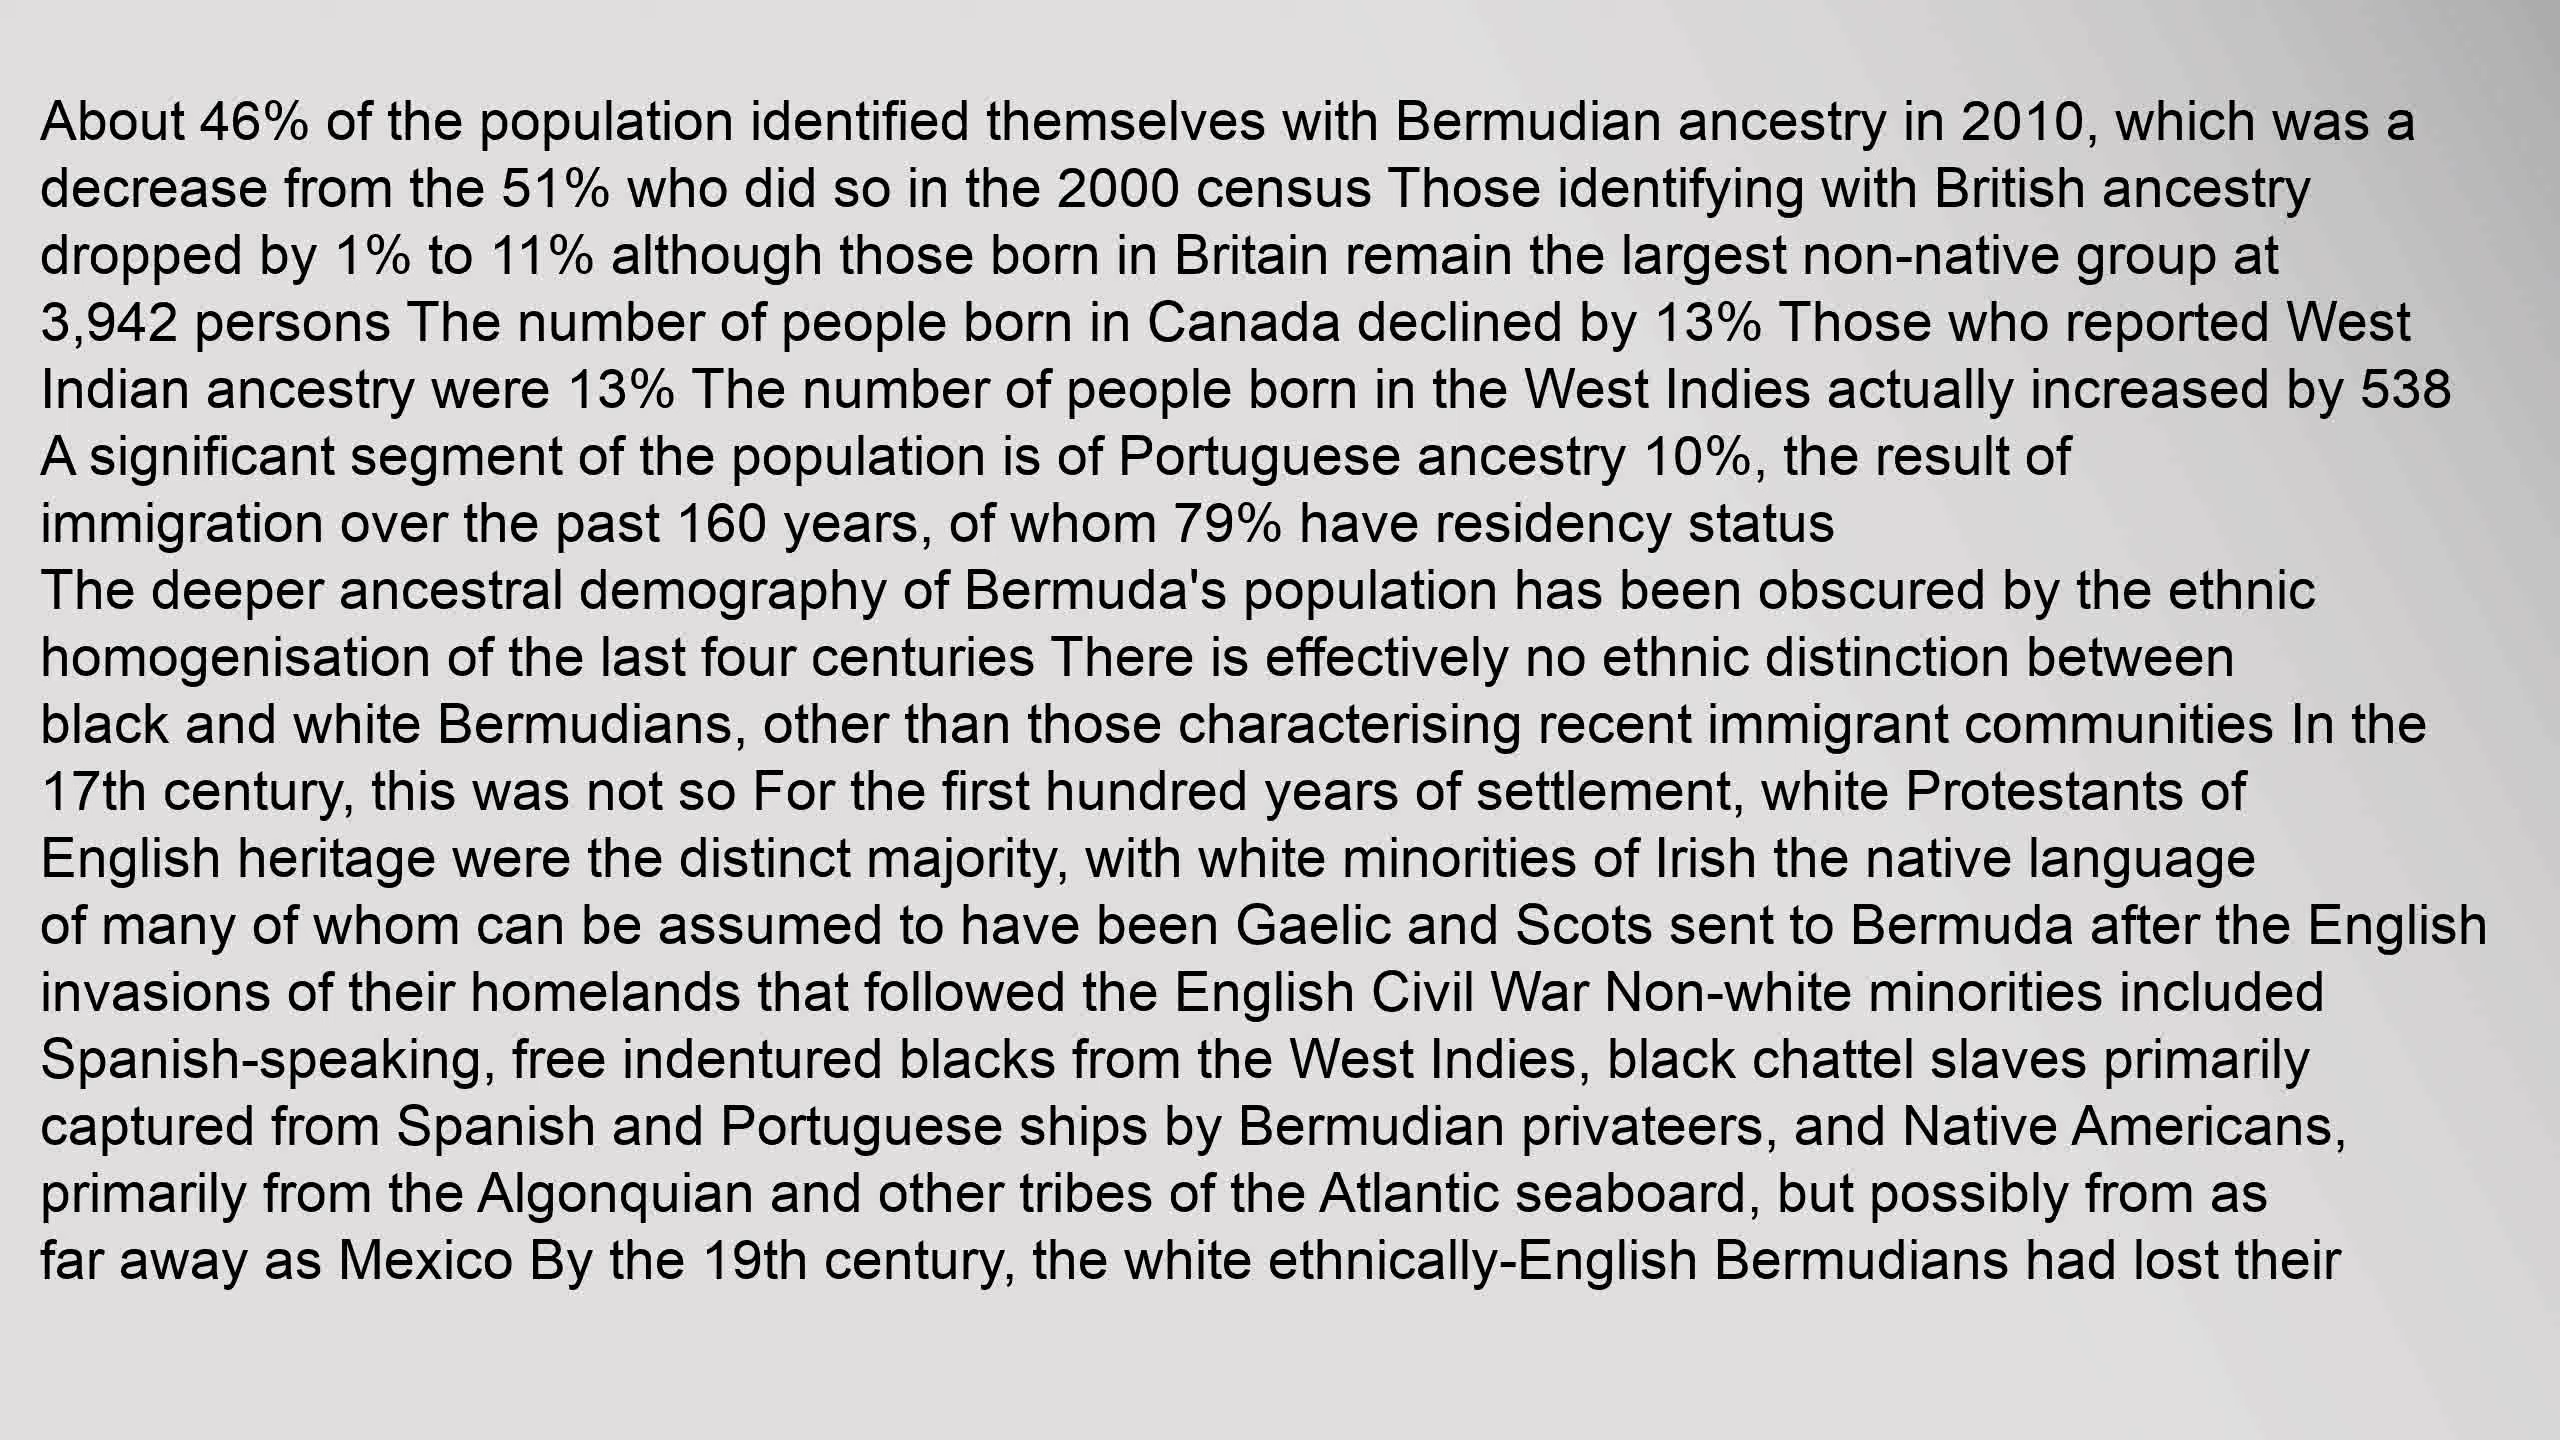 About 46% of the population identified themselves with Bermudian ancestry in 2010, which was a
decrease from the 51% who did so in the 2000 census Those identifying with British ancestry
dropped by 1% to 11% although those born in Britain remain the largest non-native group at
3,942 persons The number of people born in Canada declined by 13% Those who reported West
Indian ancestry were 13% The number of people born in the West Indies actually increased by 538
A significant segment of the population is of Portuguese ancestry 10%, the result of
immigration over the past 160 years, of whom 79% have residency status
The deeper ancestral demography of Bermuda's population has been obscured by the ethnic
homogenisation of the last four centuries There is effectively no ethnic distinction between
black and white Bermudians, other than those characterising recent immigrant communities In the
17th century, this was not so For the first hundred years of settlement, white Protestants of
English heritage were the distinct majority, with white minorities of Irish the native language
of many of whom can be assumed to have been Gaelic and Scots sent to Bermuda after the English
invasions of their homelands that followed the English Civil War Non-white minorities included
Spanish-speaking, free indentured blacks from the West Indies, black chattel slaves primarily
captured from Spanish and Portuguese ships by Bermudian privateers, and Native Americans,
primarily from the Algonquian and other tribes of the Atlantic seaboard, but possibly from as
far away as Mexico By the 19th century, the white ethnically-English Bermudians had lost their